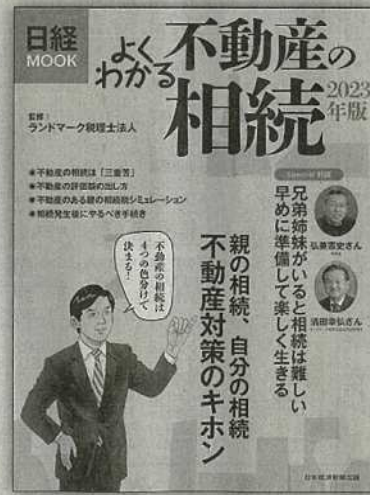 日経
MOOK
よく
わかる
不動産の
相続
2023
年版
監修:
ランドマーク税理士法人
●不動産の相続は「三重苦」
●不動産の評価額の出し方
●不動産のある親の相続税シミュレーション
●相続発生後にやるべき手続き
Special 対談
兄弟姉妹がいると相続は難しい
早めに準備して楽しく生きる
弘兼憲史さん
清田幸弘さん
不動産の相続は
4つの色分けで
決まる!
親の相続、自分の相続
不動産対策のキホン
日本経済新聞出版